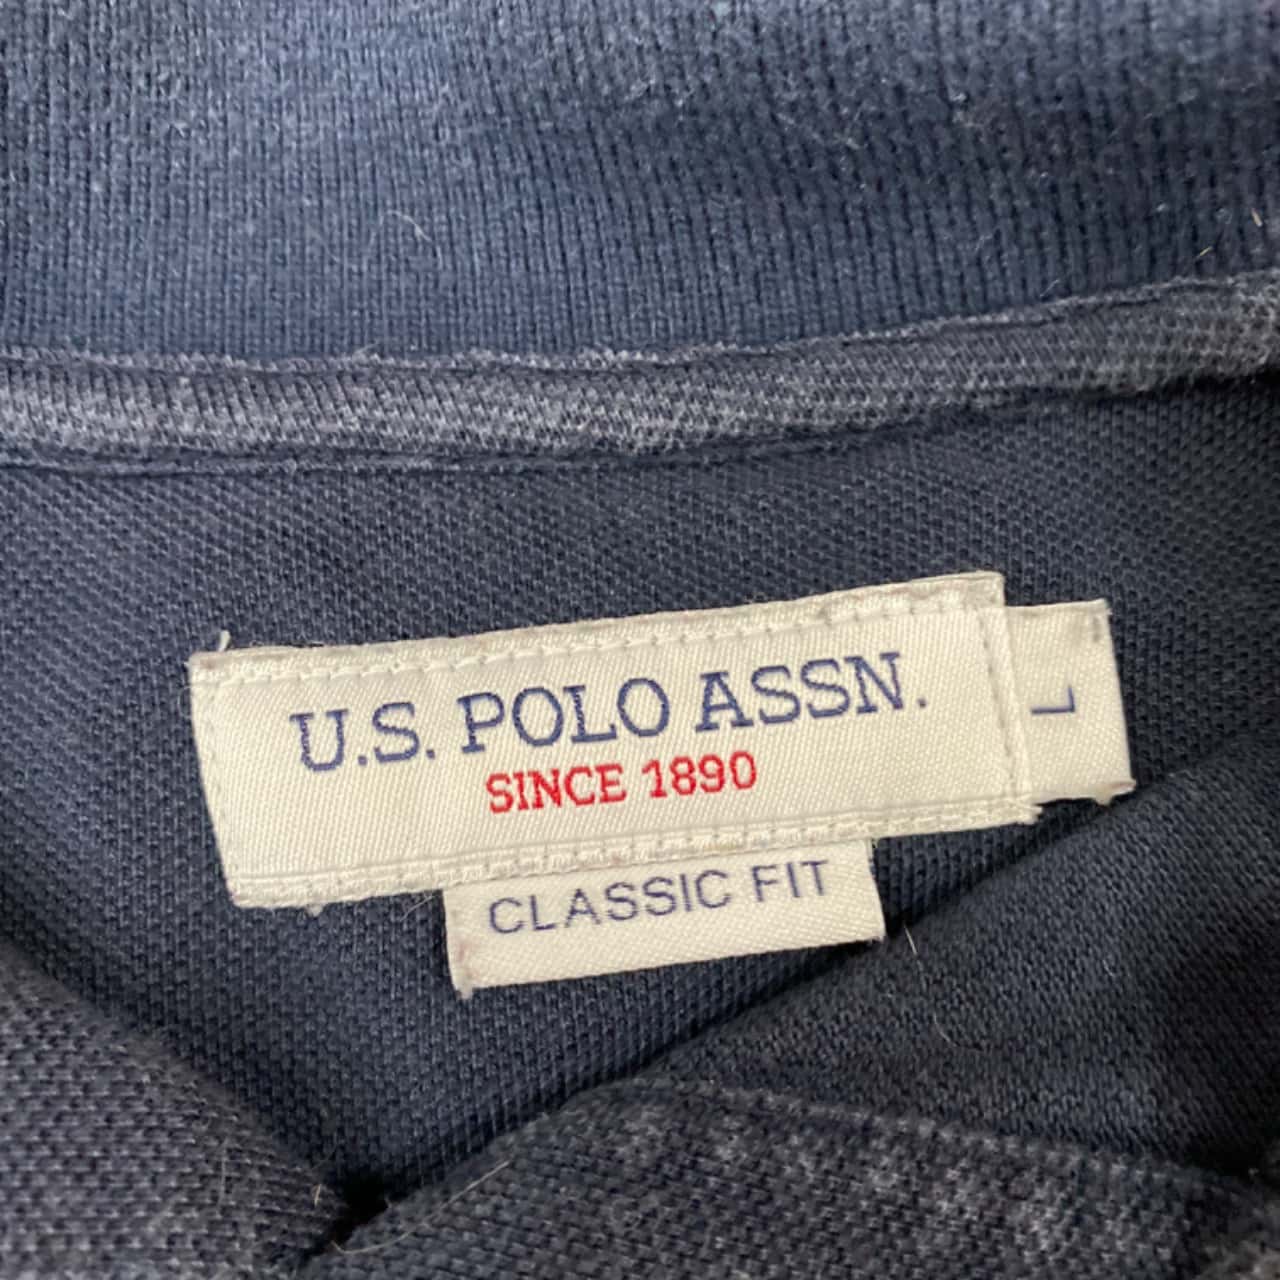 U.S. POLO ASSN.
SINCE 1890
L
CLASSIC FIT